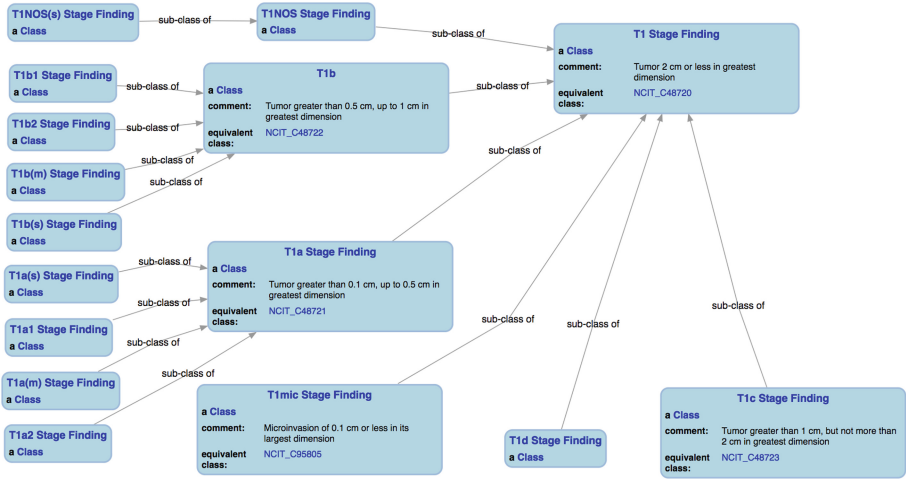 T1NOS(s) Stage Finding
a Class
sub-class of
T1NOS Stage Finding
a Class
sub-class of
T1 Stage Finding
a Class
comment: Tumor 2 cm or less in greatest
dimension
equivalent NCIT_C48720
class:
T1b1 Stage Finding
a Class
sub-class of
T1b2 Stage Finding
a Class
sub-class of
T1b(m) Stage Finding
a Class
sub-class of
T1b(s) Stage Finding
a Class
sub-class of
T1b
a Class
comment: Tumor greater than 0.5 cm, up to 1 cm in
greatest dimension
equivalent NCIT_C48722
class:
sub-class of
T1a(s) Stage Finding
a Class
sub-class of
T1a1 Stage Finding
a Class
sub-class of
T1a(m) Stage Finding
a Class
sub-class of
T1a2 Stage Finding
a Class
sub-class of
T1a Stage Finding
a Class
comment: Tumor greater than 0.1 cm, up to 0.5 cm in
greatest dimension
equivalent NCIT_C48721
class:
sub-class of
T1mic Stage Finding
a Class
comment: Microinvasion of 0.1 cm or less in its
largest dimension
equivalent NCIT_C95805
class:
sub-class of
T1d Stage Finding
a Class
sub-class of
T1c Stage Finding
a Class
comment: Tumor greater than 1 cm, but not more than
2 cm in greatest dimension
equivalent NCIT_C48723
class:
sub-class of